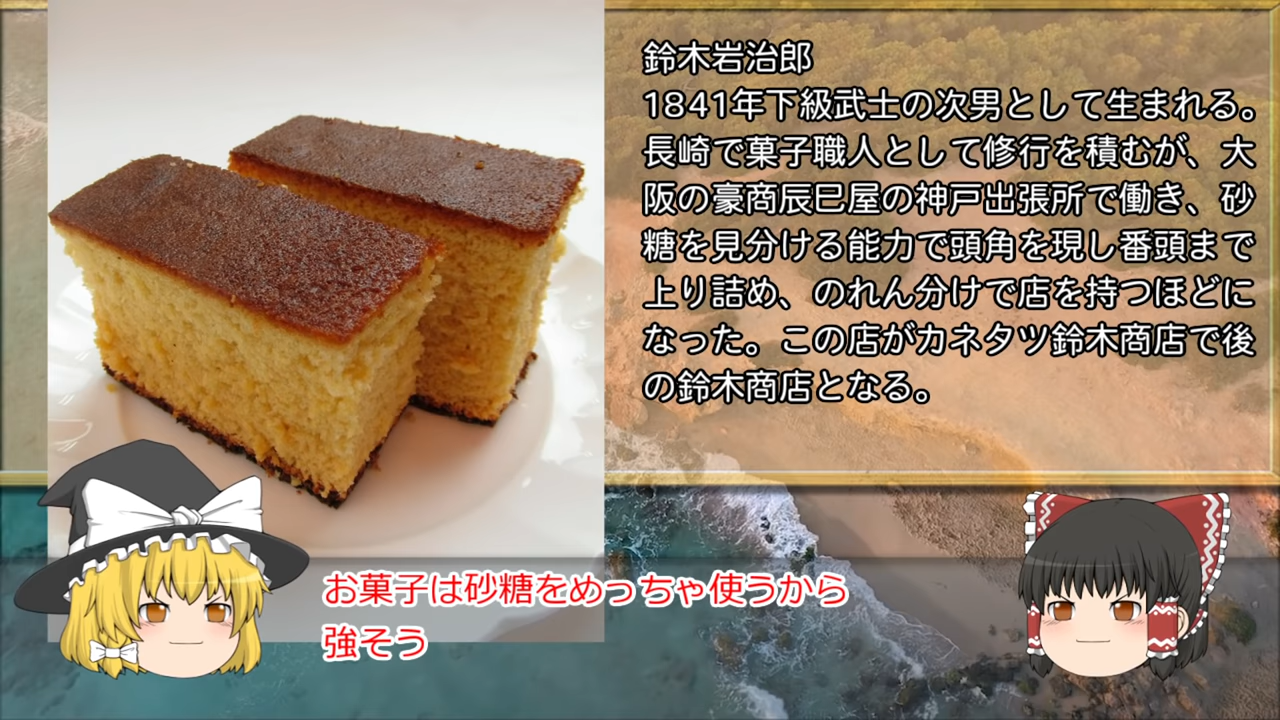 鈴木岩治郎
1841年下級武士の次男として生まれる。
長崎で菓子職人として修行を積むが、大
阪の豪商辰巳屋の神戸出張所で働き、砂
糖を見分ける能力で頭角を現し番頭まで
上り詰め、のれん分けで店を持つほどに
なった。この店がカネタツ鈴木商店で後
の鈴木商店となる。
お菓子は砂糖をめっちゃ使うから
強そう